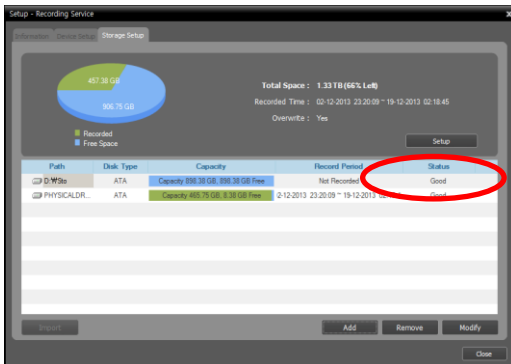 Setup - Recording Service
Information Device Setup Storage Setup
457.38 GB
906.75 GB
Recorded
Free Space
Total Space : 1.33 TB (66% Left)
Recorded Time : 02-12-2013 23:20:09 ~ 19-12-2013 02:18:45
Overwrite : Yes
Setup
Path Disk Type Capacity Record Period Status
D:₩Sto ATA Capacity 898.38 GB, 898.38 GB Free Not Recorded Good
PHYSICALDR... ATA Capacity 465.75 GB, 8.38 GB Free 2-12-2013 23:20:09 ~ 19-12-2013 Good
Import Add Remove Modify
Close